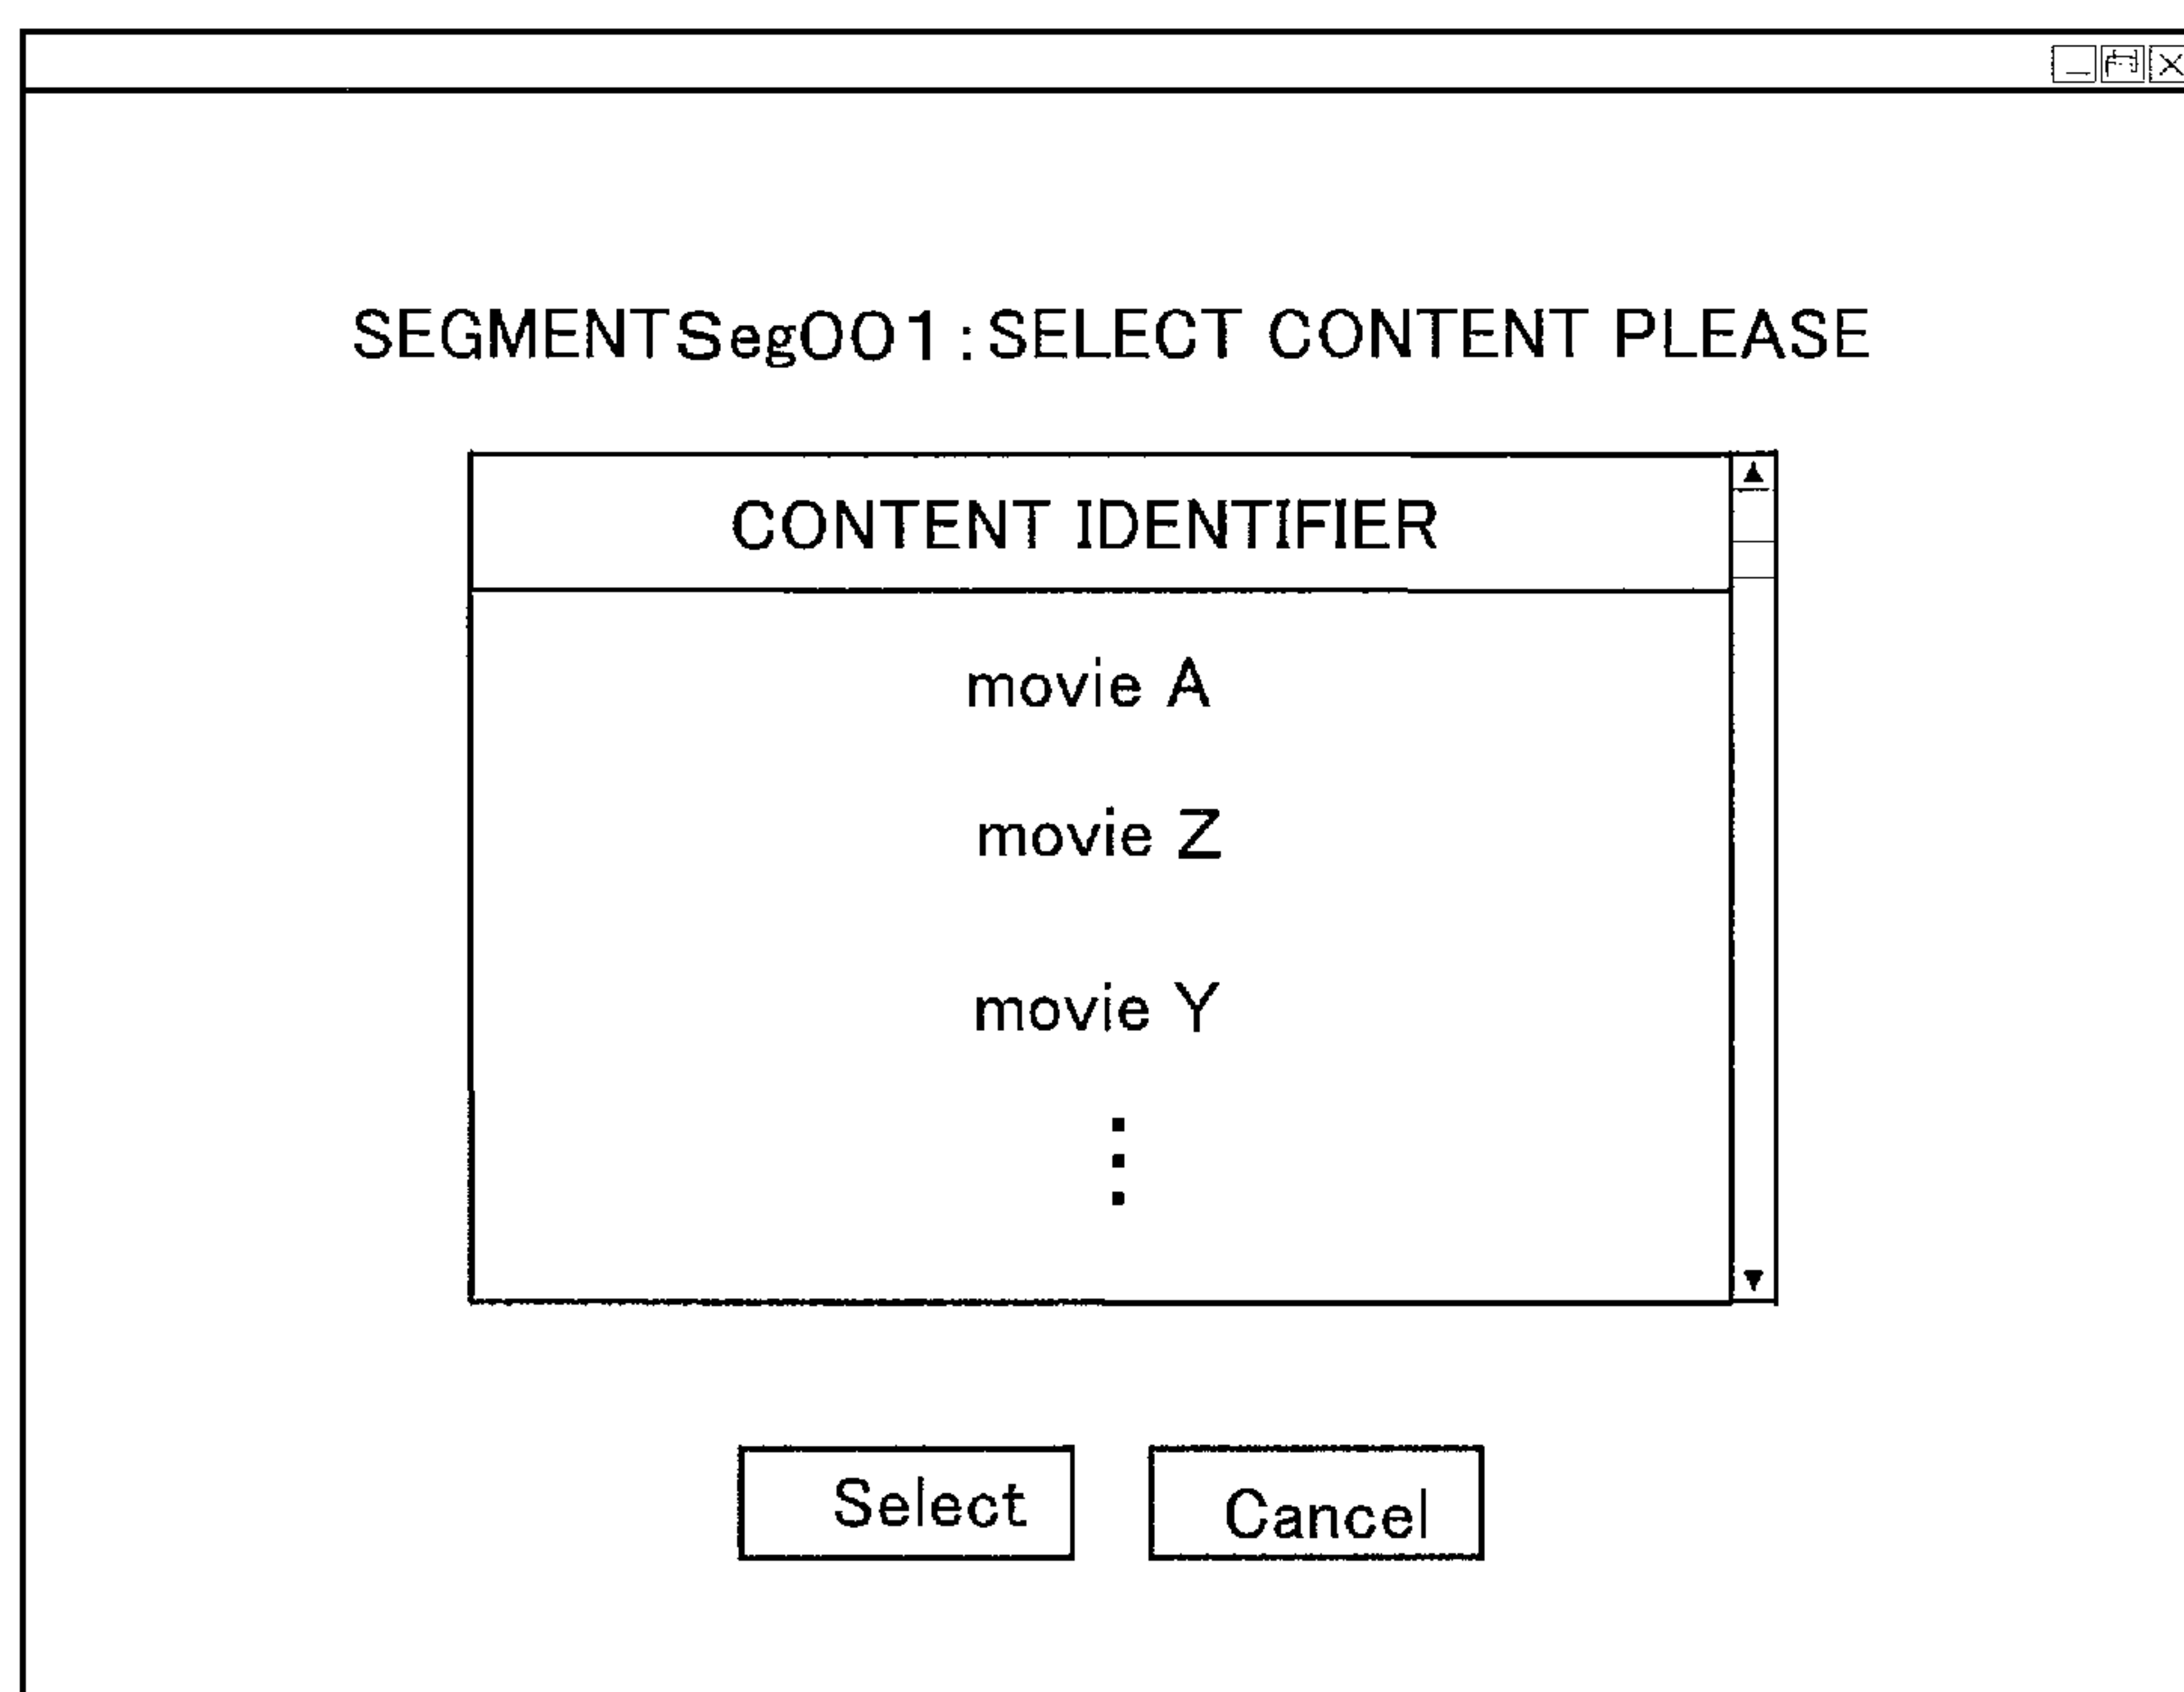 SEGMENTSeg001:SELECT CONTENT PLEASE
CONTENT IDENTIFIER
movie A
movie Z
movie Y
Select
Cancel